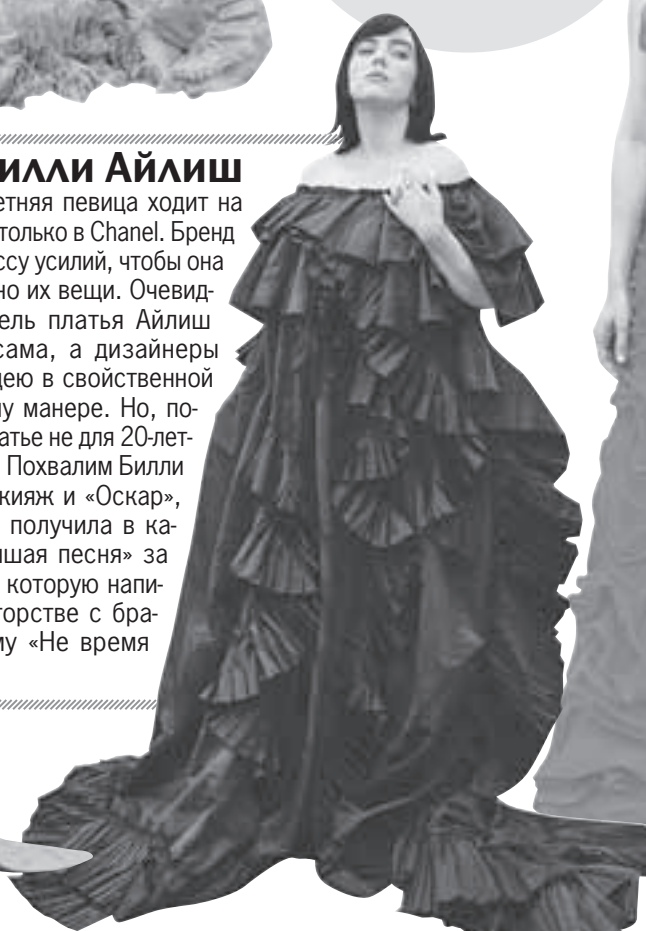 илли Айлиш
етняя певица ходит на
только в Chanel. Бренд
ссу усилий, чтобы она
но их вещи. Очевид-
ель платья Айлиш
сама, а дизайнеры
дею в свойственной
у манере. Но, по-
атье не для 20-лет-
Похвалим Билли
кияж и «Оскар»,
получила в ка-
шая песня» за
которую напи-
торстве с бра-
му «Не время